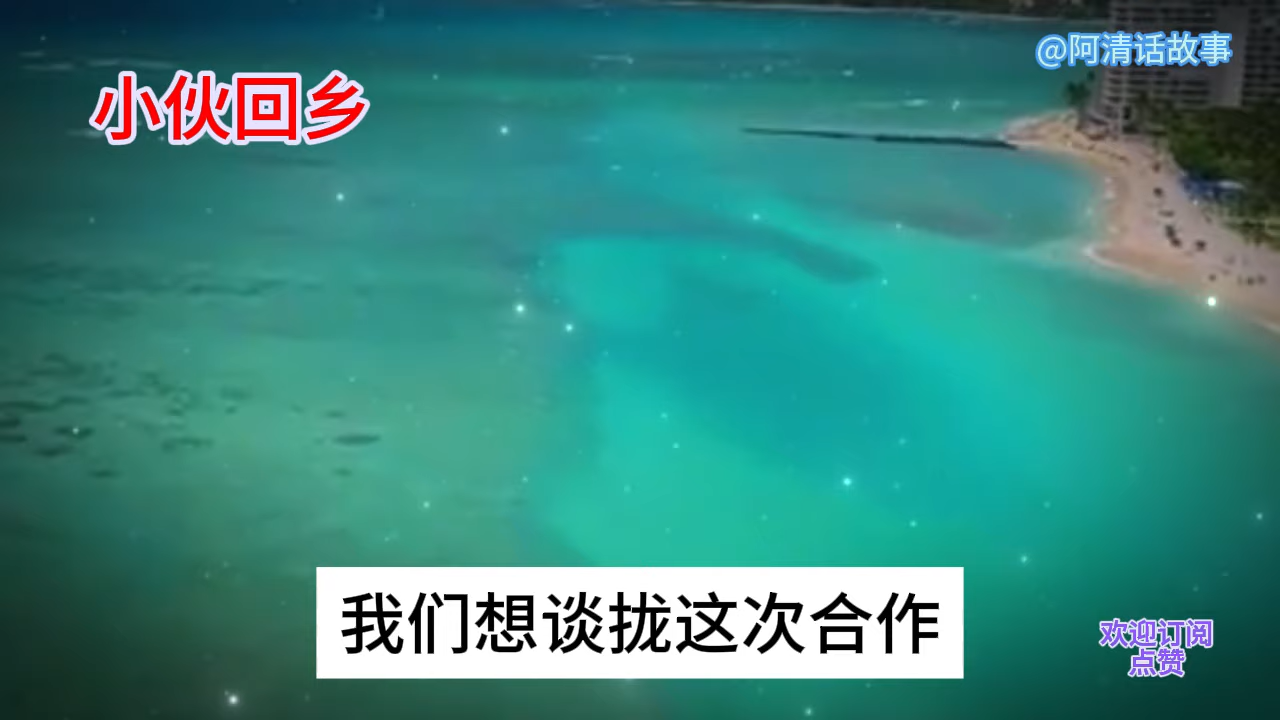 @阿清话故事
小伙回乡
我们想谈拢这次合作
欢迎订阅
点赞